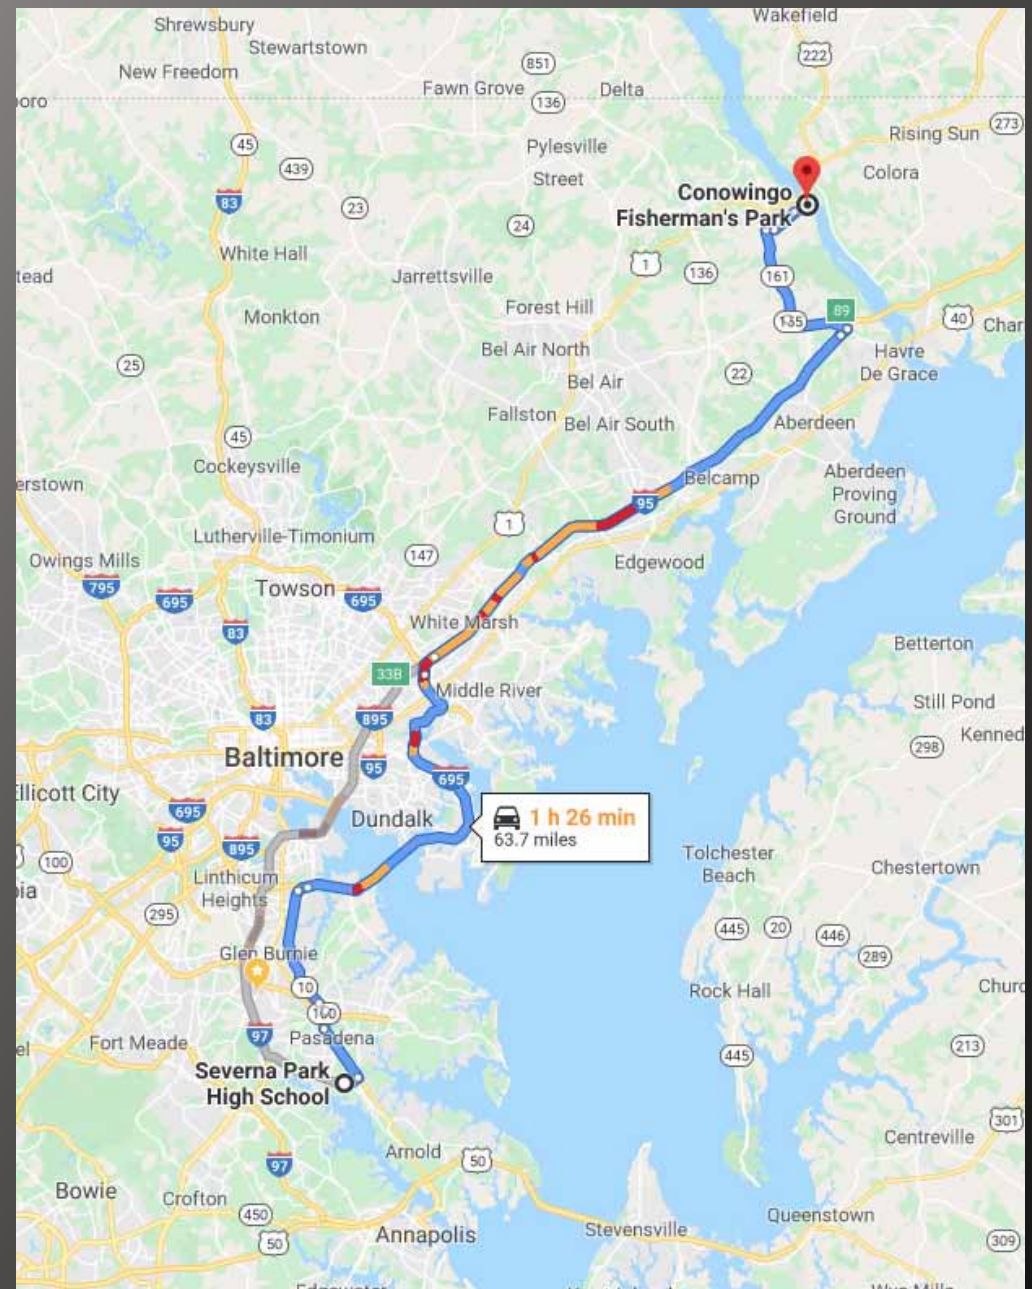 Wakefield
Shrewsbury
Stewartstown
222
New Freedom
851
Fawn Grove
Delta
136
273
Rising Sun
45
Pylesville
439
Street
Colora
83
23
Conowingo
Fisherman's Park
24
White Hall
1
136
161
Jarrettsville
Forest Hill
89
Monkton
155
40
Bel Air North
Havre
De Grace
25
Bel Air
22
Fallston
Bel Air South
Aberdeen
45
Cockeysville
Belcamp
Aberdeen
Proving
Ground
95
1
Lutherville-Timonium
147
Owings Mills
Edgewood
795
Towson
695
695
White Marsh
83
Betterton
33B
Middle River
Still Pond
83
895
298
Baltimore
95
695
695
1 h 26 min
63.7 miles
Dundalk
95
895
Tolchester
Beach
100
Chestertown
Linthicum
Heights
295
445
20
446
289
Glen Burnie
10
Rock Hall
100
97
Pasadena
Fort Meade
213
445
Severna Park
High School
301
Centreville
97
Arnold
50
Bowie
Crofton
450
50
Annapolis
Stevensville
Queenstown
309